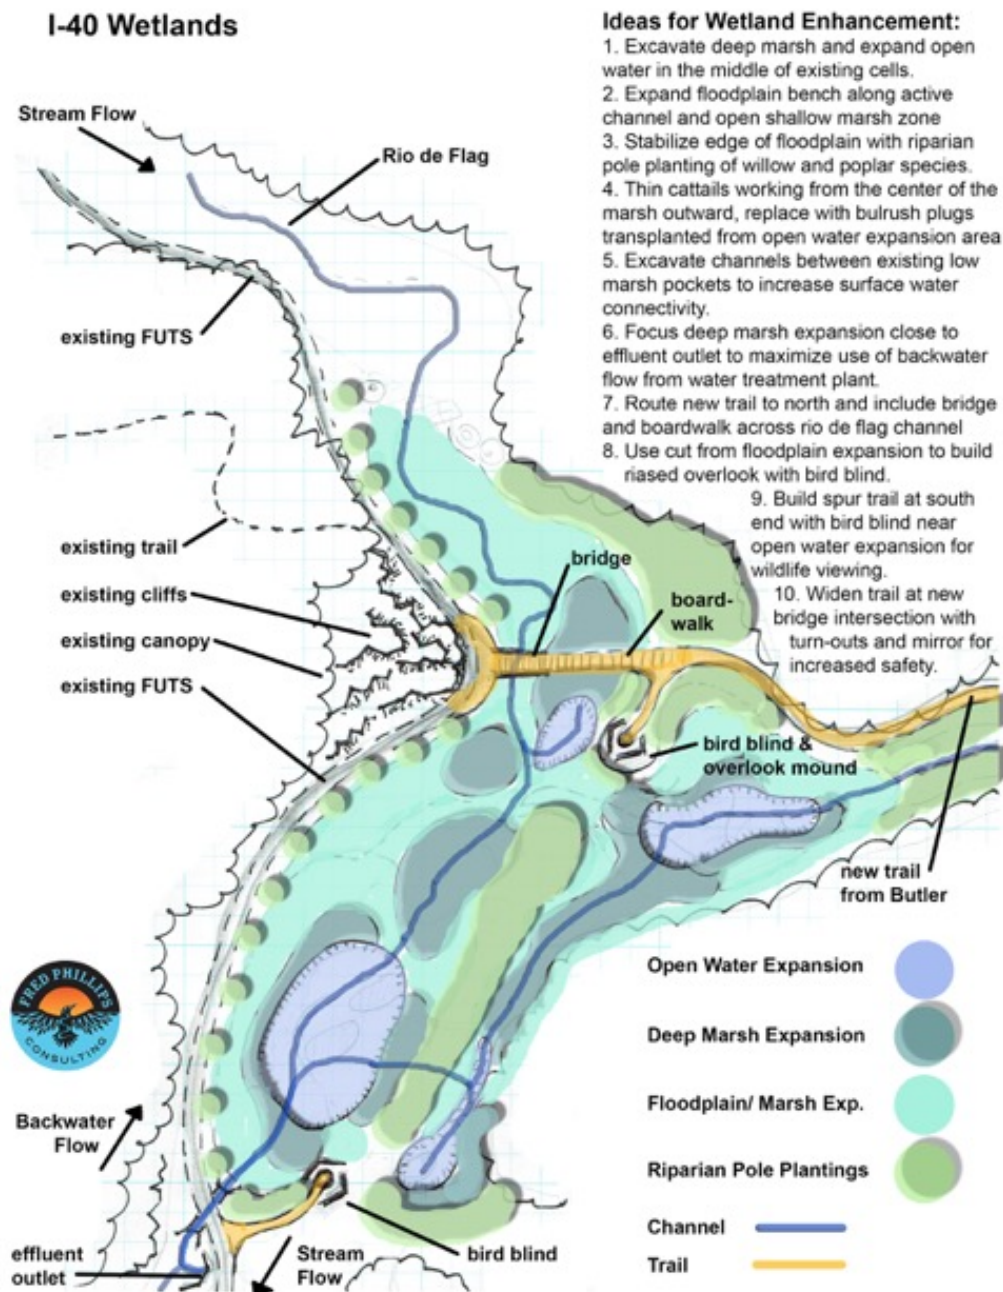 I-40 Wetlands
Ideas for Wetland Enhancement:
1. Excavate deep marsh and expand open
water in the middle of existing cells.
2. Expand floodplain bench along active
channel and open shallow marsh zone
3. Stabilize edge of floodplain with riparian
pole planting of willow and poplar species.
4. Thin cattails working from the center of the
marsh outward, replace with bulrush plugs
transplanted from open water expansion area
5. Excavate channels between existing low
marsh pockets to increase surface water
connectivity.
6. Focus deep marsh expansion close to
effluent outlet to maximize use of backwater
flow from water treatment plant.
7. Route new trail to north and include bridge
and boardwalk across rio de flag channel
8. Use cut from floodplain expansion to build
riased overlook with bird blind.
9. Build spur trail at south
end with bird blind near
open water expansion for
wildlife viewing.
10. Widen trail at new
bridge intersection with
turn-outs and mirror for
increased safety.
Stream Flow
Rio de Flag
existing FUTS
existing trail
existing cliffs
existing canopy
existing FUTS
bridge
board-
walk
bird blind &
overlook mound
new trail
from Butler
Open Water Expansion
Deep Marsh Expansion
Floodplain/ Marsh Exp.
Riparian Pole Plantings
Channel
Trail
FRED PHILLIPS
CONSULTING
Backwater
Flow
effluent
outlet
Stream
Flow
bird blind